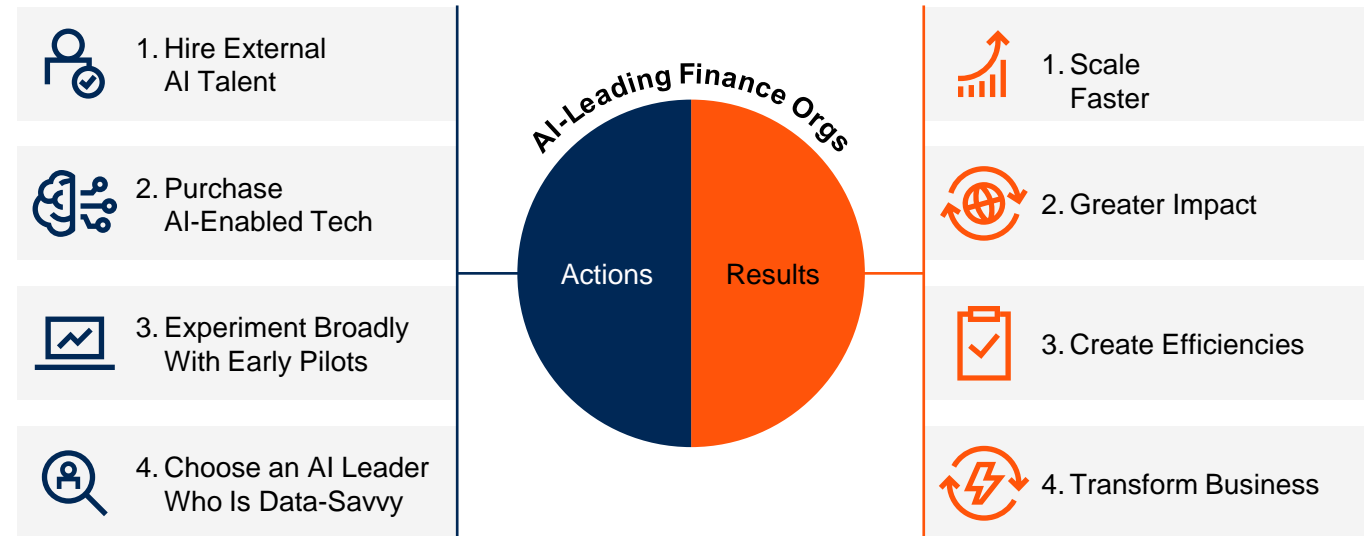 1. Hire External
AI Talent
2. Purchase
AI-Enabled Tech
3. Experiment Broadly
With Early Pilots
4. Choose an AI Leader
Who Is Data-Savvy
AI-Leading Finance Orgs
Actions
Results
1. Scale
Faster
2. Greater Impact
3. Create Efficiencies
4. Transform Business